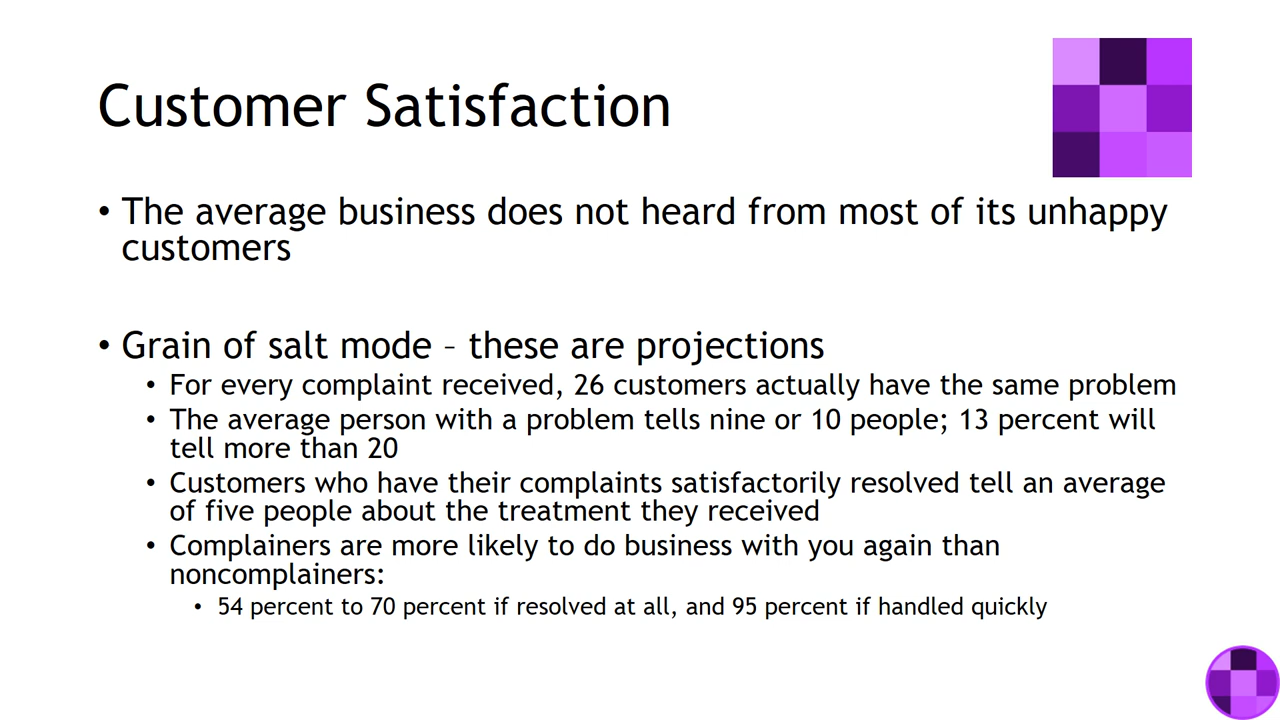 Customer Satisfaction
• The average business does not heard from most of its unhappy
customers
• Grain of salt mode – these are projections
• For every complaint received, 26 customers actually have the same problem
• The average person with a problem tells nine or 10 people; 13 percent will
tell more than 20
• Customers who have their complaints satisfactorily resolved tell an average
of five people about the treatment they received
• Complainers are more likely to do business with you again than
noncomplainers:
• 54 percent to 70 percent if resolved at all, and 95 percent if handled quickly